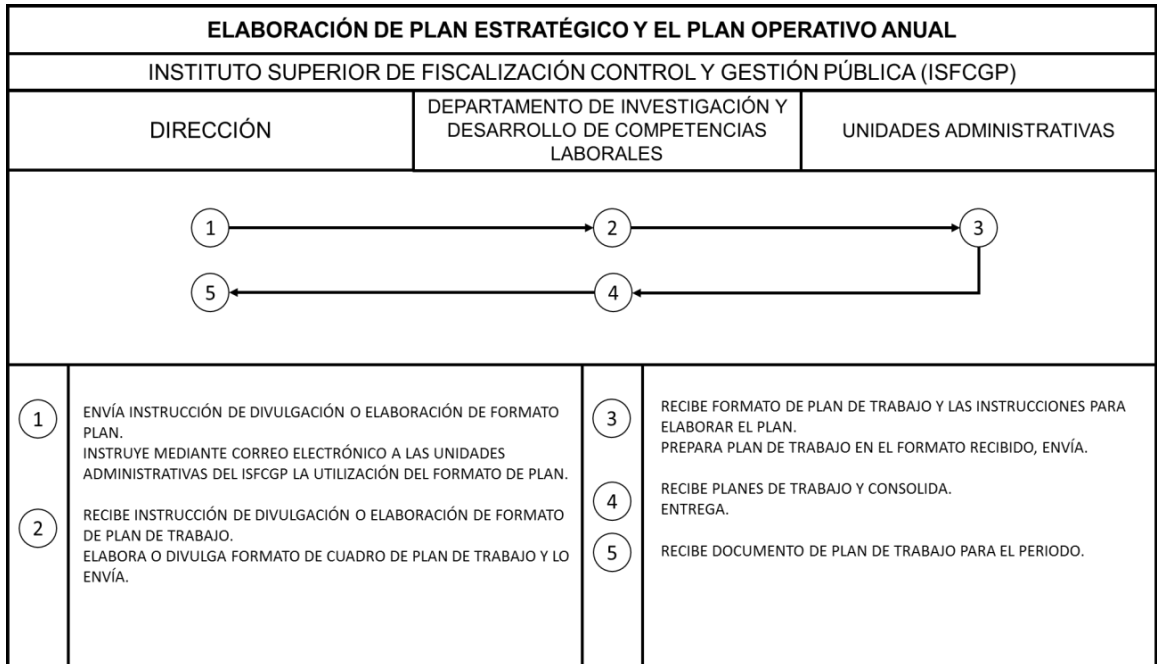 ELABORACIÓN DE PLAN ESTRATÉGICO Y EL PLAN OPERATIVO ANUAL
INSTITUTO SUPERIOR DE FISCALIZACIÓN CONTROL Y GESTIÓN PÚBLICA (ISFCGP)
DIRECCIÓN
DEPARTAMENTO DE INVESTIGACIÓN Y
DESARROLLO DE COMPETENCIAS
LABORALES
UNIDADES ADMINISTRATIVAS
1
2
3
5
4
1
ENVÍA INSTRUCCIÓN DE DIVULGACIÓN O ELABORACIÓN DE FORMATO
PLAN.
INSTRUYE MEDIANTE CORREO ELECTRÓNICO A LAS UNIDADES
ADMINISTRATIVAS DEL ISFCGP LA UTILIZACIÓN DEL FORMATO DE PLAN.
2
RECIBE INSTRUCCIÓN DE DIVULGACIÓN O ELABORACIÓN DE FORMATO
DE PLAN DE TRABAJO.
ELABORA O DIVULGA FORMATO DE CUADRO DE PLAN DE TRABAJO Y LO
ENVÍA.
3
RECIBE FORMATO DE PLAN DE TRABAJO Y LAS INSTRUCCIONES PARA
ELABORAR EL PLAN.
PREPARA PLAN DE TRABAJO EN EL FORMATO RECIBIDO, ENVÍA.
4
RECIBE PLANES DE TRABAJO Y CONSOLIDA.
ENTREGA.
5
RECIBE DOCUMENTO DE PLAN DE TRABAJO PARA EL PERIODO.